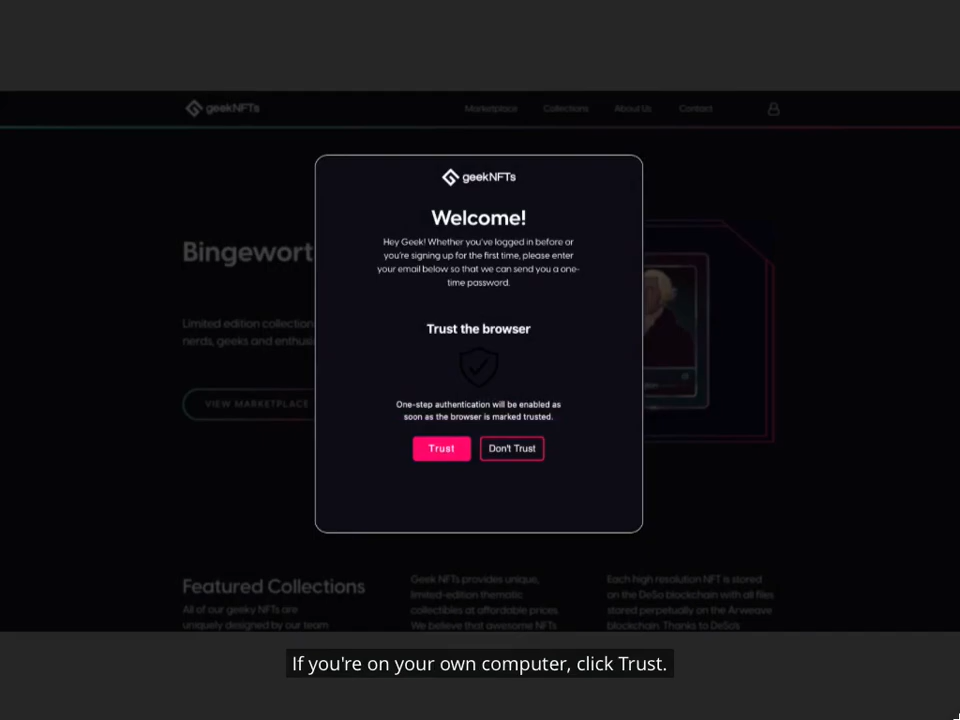 geekNFTs
Marketplace Collections About Us Contact
geekNFTs
Welcome!
Hey Geek! Whether you've logged in before or
you're signing up for the first time, please enter
your email below so that we can send you a one-
time password.
Trust the browser
One-step authentication will be enabled as
soon as the browser is marked trusted.
Trust Don't Trust
Bingewort
Limited edition collection
nerds, geeks and enthus
VIEW MARKETPLACE
Featured Collections
All of our geeky NFTs are
uniquely designed by our team
Geek NFTs provides unique,
limited-edition thematic
collectibles at affordable prices.
We believe that awesome NFTs
Each high resolution NFT is stored
on the DeSo blockchain with all files
stored perpetually on the Arweave
blockchain. Thanks to DeSo's
If you're on your own computer, click Trust.